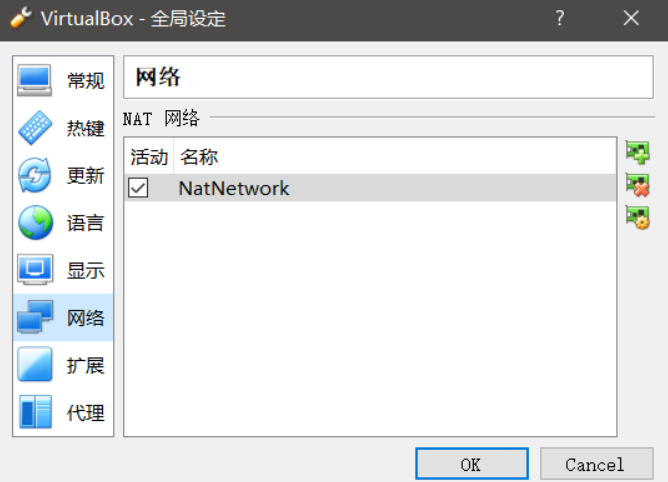 VirtualBox - 全局设定
?
常规
热键
更新
语言
显示
网络
扩展
代理
网络
NAT 网络
活动 名称
NatNetwork
OK Cancel